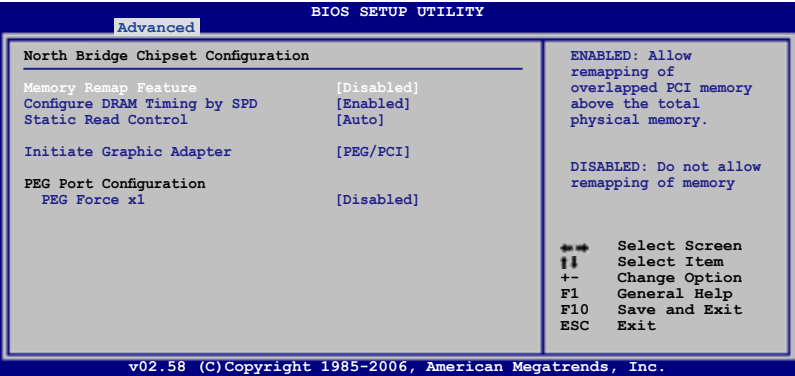 BIOS SETUP UTILITY
Advanced
North Bridge Chipset Configuration
Memory Remap Feature [Disabled]
Configure DRAM Timing by SPD [Enabled]
Static Read Control [Auto]
Initiate Graphic Adapter [PEG/PCI]
PEG Port Configuration
PEG Force x1 [Disabled]
ENABLED: Allow
remapping of
overlapped PCI memory
above the total
physical memory.
DISABLED: Do not allow
remapping of memory
←→ Select Screen
↑↓ Select Item
+- Change Option
F1 General Help
F10 Save and Exit
ESC Exit
v02.58 (C)Copyright 1985-2006, American Megatrends, Inc.